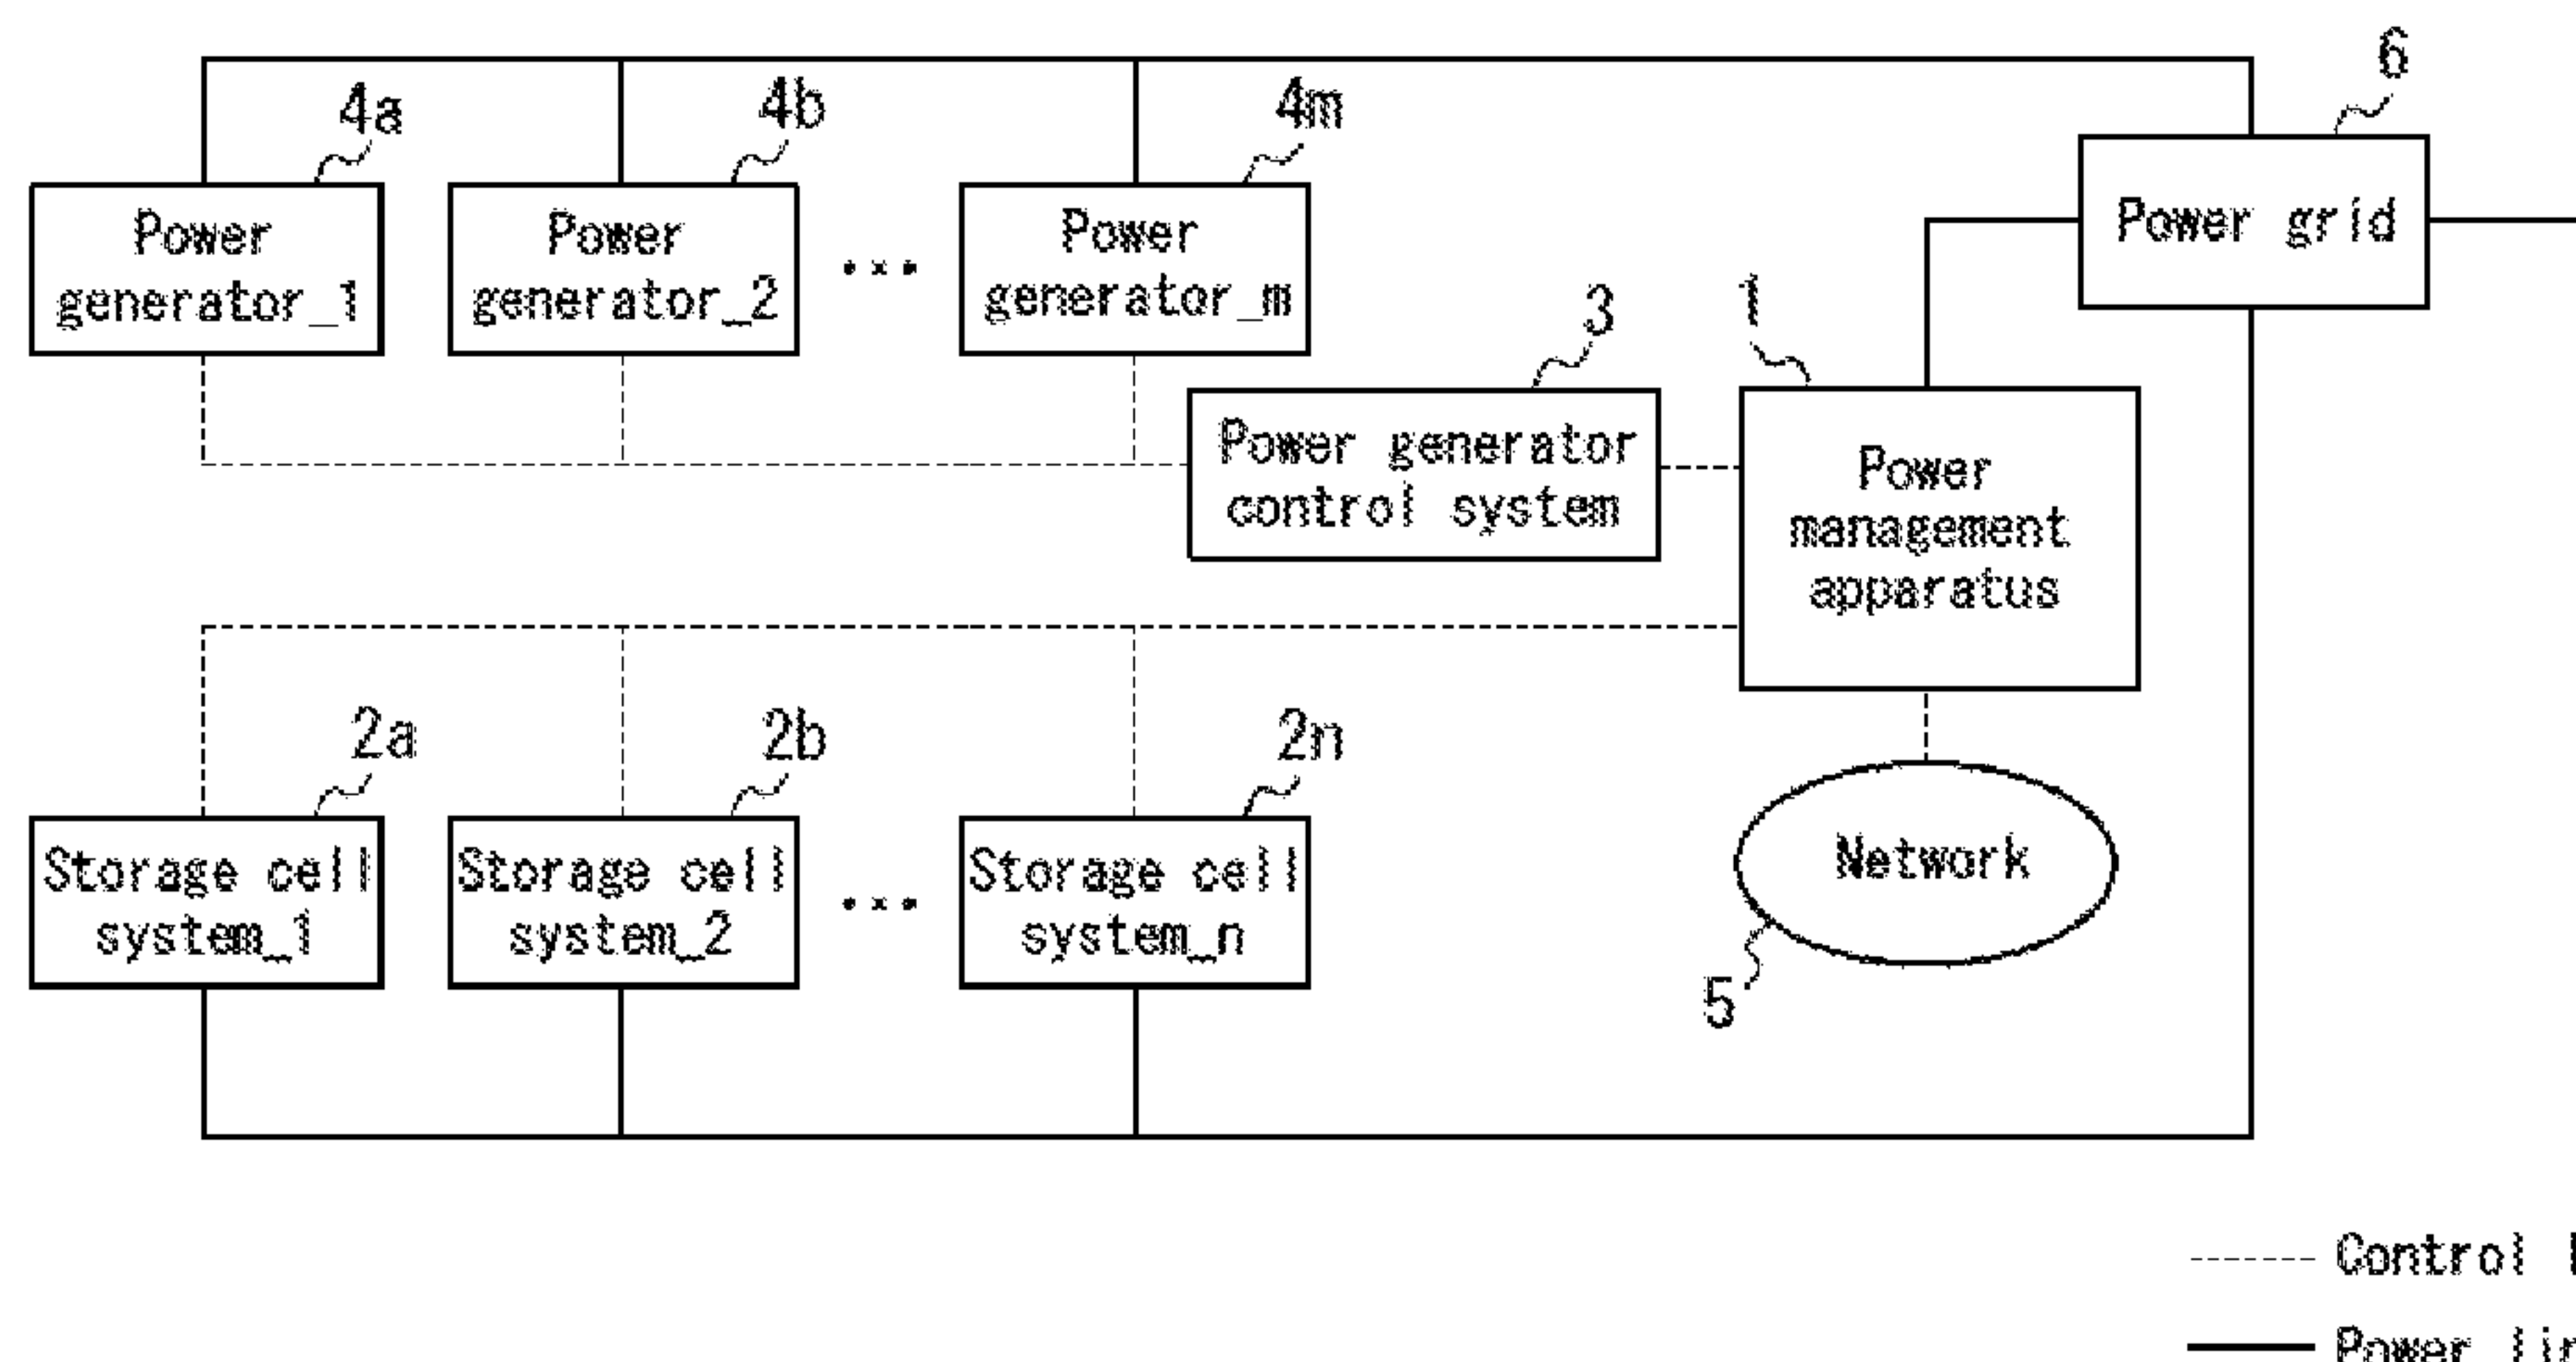 6
4a
4b
4m
Power
generator_1
Power
generator_2
...
Power
generator_m
Power grid
3
1
Power generator
control system
Power
management
apparatus
2a
2b
2n
Storage cell
system_1
Storage cell
system_2
...
Storage cell
system_n
Network
5
Control
Power